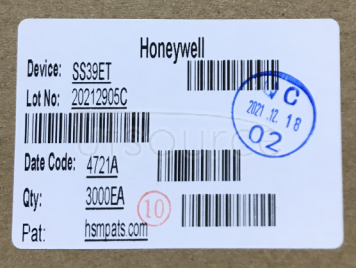 Honeywell
Device: SS39ET
Lot No: 20212905C
QC
2021.12.18
02
Date Code: 4721A
Qty: 3000EA
10
Pat: hsmpats.com